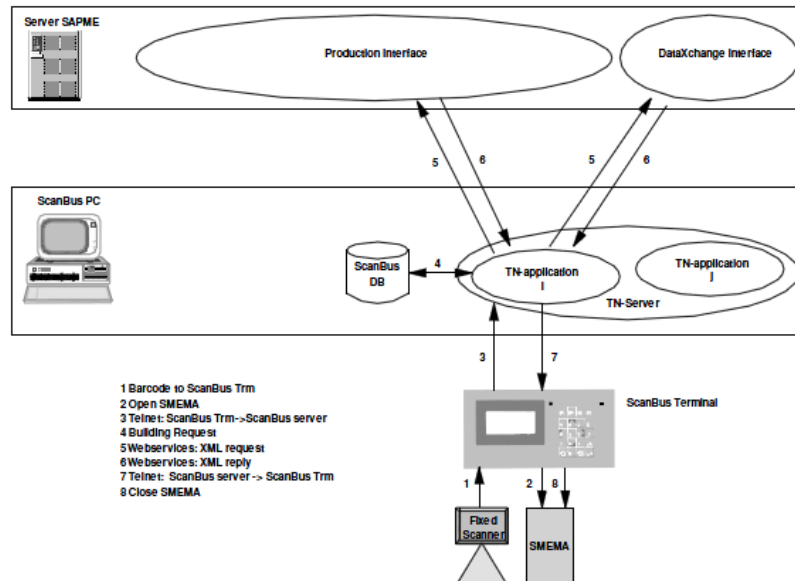 Server SAPME
Production Interface
DataXchange Interface
5
6
5
6
ScanBus PC
ScanBus
DB
4
TN-application
i
TN-application
j
TN-Server
3
7
1 Barcode to ScanBus Trm
2 Open SMEMA
3 Telnet: ScanBus Trm->ScanBus server
4 Building Request
5 Webservices: XML request
6 Webservices: XML reply
7 Telnet: ScanBus server -> ScanBus Trm
8 Close SMEMA
ScanBus Terminal
1
2
8
Fixed
Scanner
SMEMA